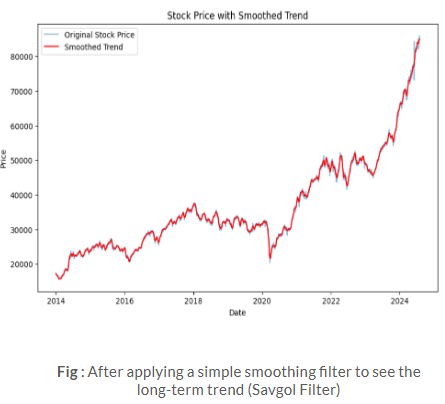 Stock Price with Smoothed Trend
Original Stock Price
Smoothed Trend
Price
80000
70000
60000
50000
40000
30000
20000
2014
2016
2018
2020
2022
2024
Date
Fig : After applying a simple smoothing filter to see the
long-term trend (Savgol Filter)